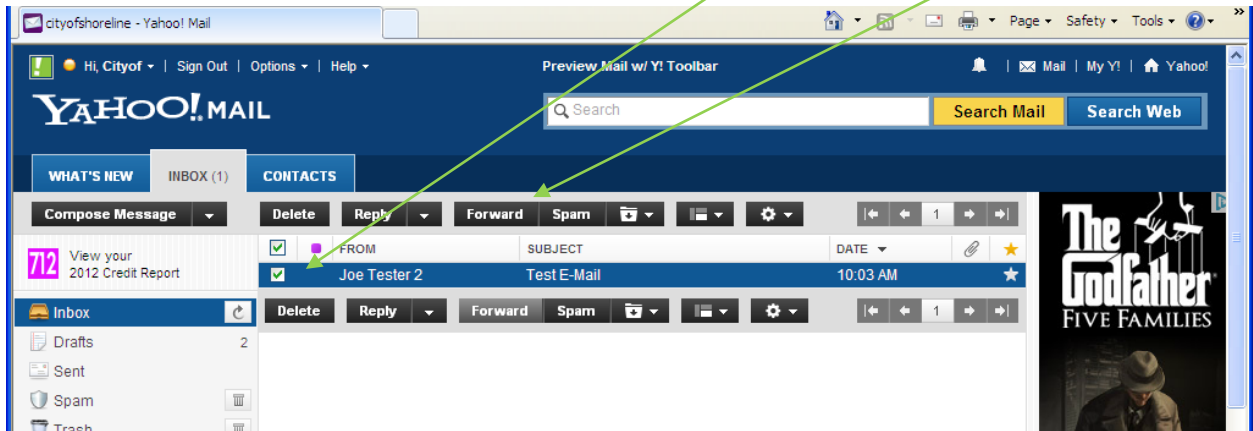 cityofshoreline - Yahoo! Mail
Page Safety Tools »
Hi, Cityof | Sign Out | Options | Help Preview Mail w/ Y! Toolbar | Mail | My Y! | Yahoo!
YAHOO! MAIL Search Search Mail Search Web
WHAT'S NEW INBOX (1) CONTACTS
Compose Message Delete Reply Forward Spam 1
FROM SUBJECT DATE
712 View your
2012 Credit Report
Joe Tester 2 Test E-Mail 10:03 AM
Inbox Delete Reply Forward Spam 1
Drafts 2
Sent
Spam
Trash
The
Godfather
FIVE FAMILIES